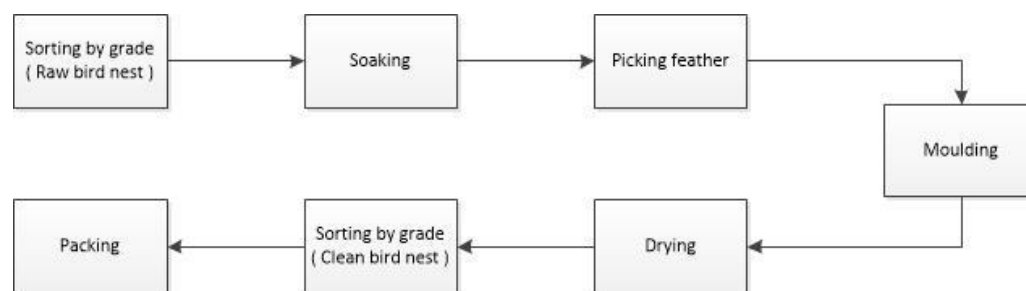 Sorting by grade
( Raw bird nest )
Soaking
Picking feather
Moulding
Drying
Sorting by grade
( Clean bird nest )
Packing